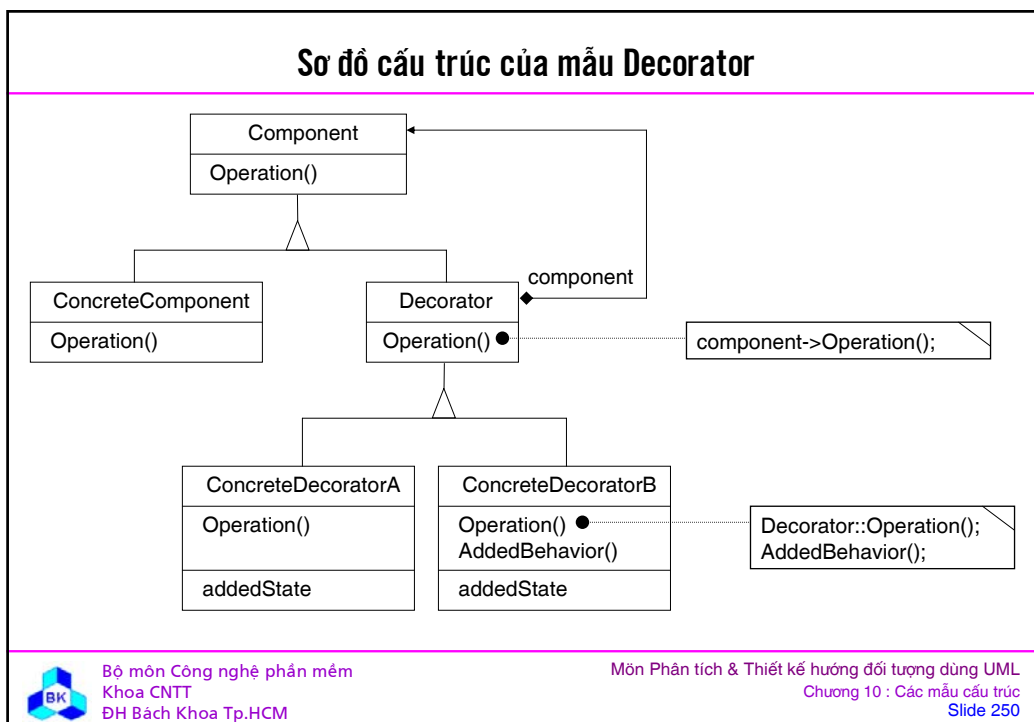 Sơ đồ cấu trúc của mẫu Decorator
Component
Operation()
component
ConcreteComponent
Operation()
Decorator
Operation()
component->Operation();
ConcreteDecoratorA
Operation()
addedState
ConcreteDecoratorB
Operation()
AddedBehavior()
addedState
Decorator::Operation();
AddedBehavior();
BK
Bộ môn Công nghệ phần mềm
Khoa CNTT
ĐH Bách Khoa Tp.HCM
Môn Phân tích & Thiết kế hướng đối tượng dùng UML
Chương 10 : Các mẫu cấu trúc
Slide 250